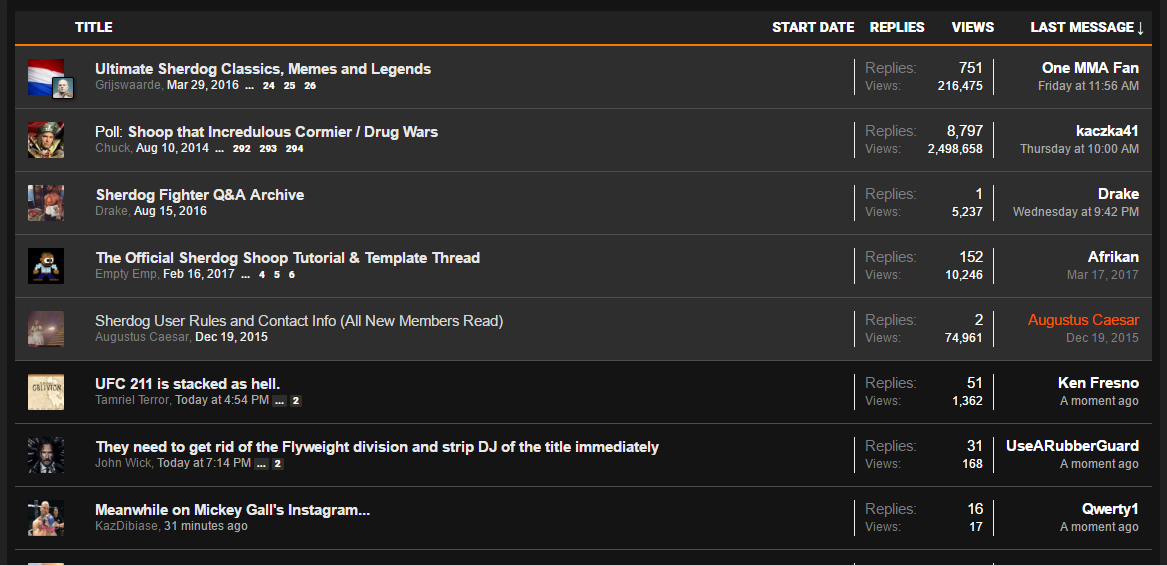 TITLE START DATE REPLIES VIEWS LAST MESSAGE ↓
Ultimate Sherdog Classics, Memes and Legends Replies: 751 One MMA Fan
Grijswaarde, Mar 29, 2016 ... 24 25 26 Views: 216,475 Friday at 11:56 AM
Poll: Shoop that Incredulous Cormier / Drug Wars Replies: 8,797 kaczka41
Chuck, Aug 10, 2014 ... 292 293 294 Views: 2,498,658 Thursday at 10:00 AM
Sherdog Fighter Q&A Archive Replies: 1 Drake
Drake, Aug 15, 2016 Views: 5,237 Wednesday at 9:42 PM
The Official Sherdog Shoop Tutorial & Template Thread Replies: 152 Afrikan
Empty Emp, Feb 16, 2017 ... 4 5 6 Views: 10,246 Mar 17, 2017
Sherdog User Rules and Contact Info (All New Members Read) Replies: 2 Augustus Caesar
Augustus Caesar, Dec 19, 2015 Views: 74,961 Dec 19, 2015
UFC 211 is stacked as hell. Replies: 51 Ken Fresno
OBLIVION
Tamriel Terror, Today at 4:54 PM ... 2 Views: 1,362 A moment ago
They need to get rid of the Flyweight division and strip DJ of the title immediately Replies: 31 UseARubberGuard
John Wick, Today at 7:14 PM ... 2 Views: 168 A moment ago
Meanwhile on Mickey Gall's Instagram... Replies: 16 Qwerty1
KazDibiase, 31 minutes ago Views: 17 A moment ago